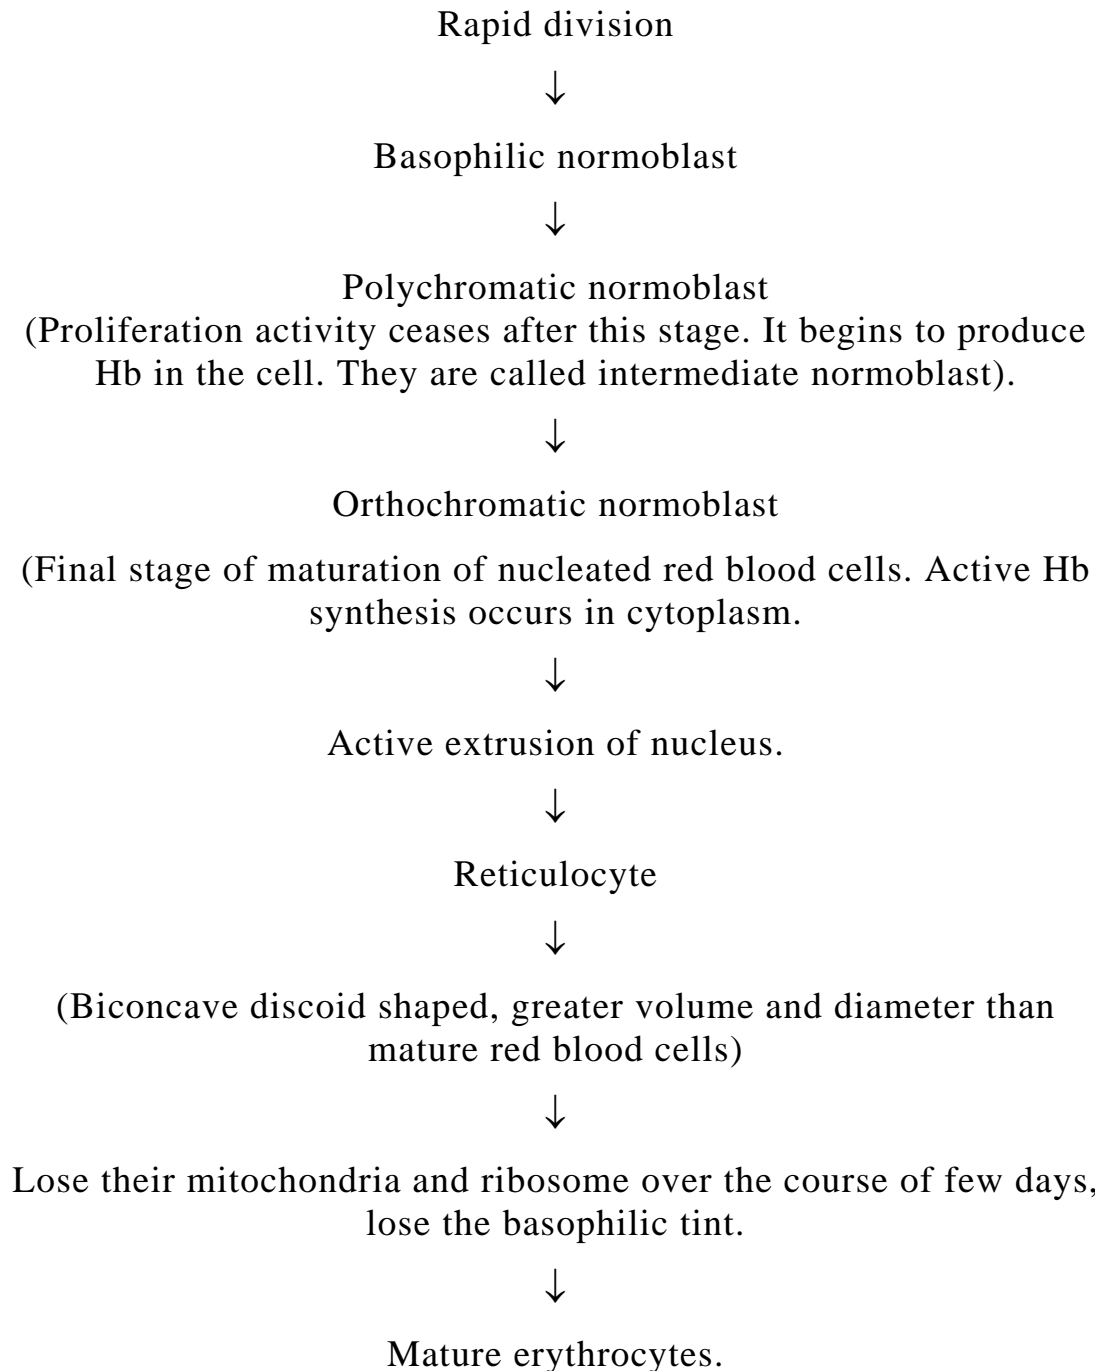 Rapid division
↓
Basophilic normoblast
↓
Polychromatic normoblast
(Proliferation activity ceases after this stage. It begins to produce
Hb in the cell. They are called intermediate normoblast).
↓
Orthochromatic normoblast
(Final stage of maturation of nucleated red blood cells. Active Hb
synthesis occurs in cytoplasm.
↓
Active extrusion of nucleus.
↓
Reticulocyte
↓
(Biconcave discoid shaped, greater volume and diameter than
mature red blood cells)
↓
Lose their mitochondria and ribosome over the course of few days,
lose the basophilic tint.
↓
Mature erythrocytes.